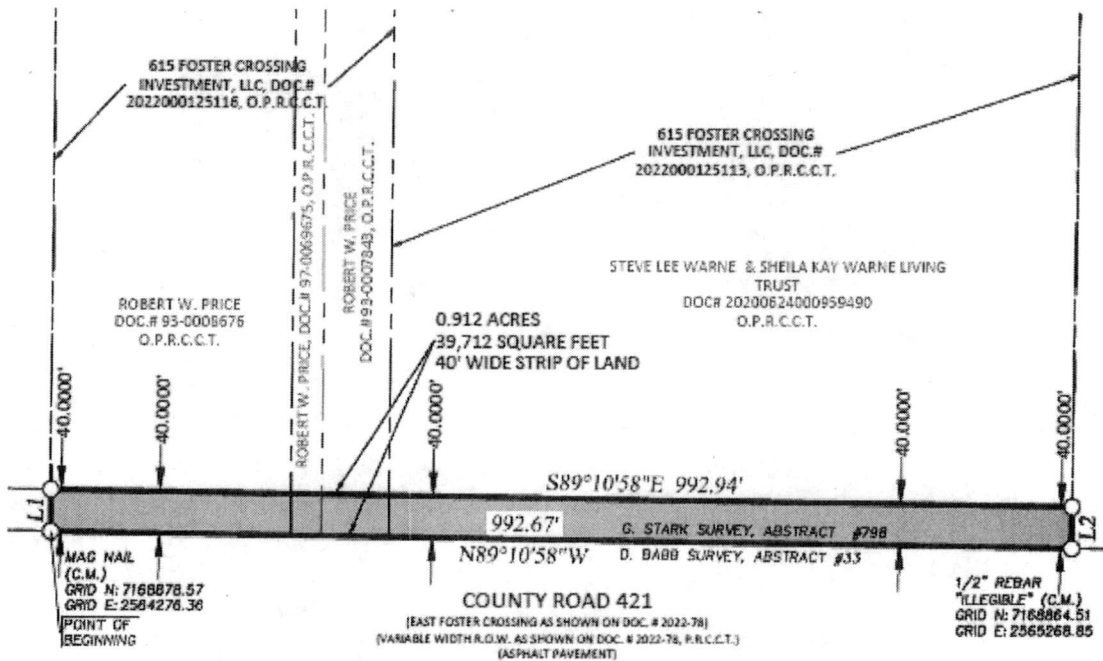 615 FOSTER CROSSING
INVESTMENT, LLC, DOC.#
2022000125116, O.P.R.C.C.T.
ROBERT W. PRICE, DOC.# 97-0069675, O.P.R.C.C.T.
ROBERT W. PRICE
DOC.# 93-0007843, O.P.R.C.C.T.
615 FOSTER CROSSING
INVESTMENT, LLC, DOC.#
2022000125113, O.P.R.C.C.T.
STEVE LEE WARNE & SHEILA KAY WARNE LIVING
TRUST
DOC# 20200624000959490
O.P.R.C.C.T.
ROBERT W. PRICE
DOC.# 93-0008676
O.P.R.C.C.T.
0.912 ACRES
39,712 SQUARE FEET
40' WIDE STRIP OF LAND
40.0000'
40.0000'
40.0000'
40.0000'
40.0000'
S89°10'58"E 992.94'
L1
992.67'
G. STARK SURVEY, ABSTRACT #798
L2
N89°10'58"W
D. BABB SURVEY, ABSTRACT #33
MAG NAIL
(C.M.)
GRID N: 7168878.57
GRID E: 2564276.36
POINT OF
BEGINNING
COUNTY ROAD 421
(EAST FOSTER CROSSING AS SHOWN ON DOC. # 2022-78)
(VARIABLE WIDTH R.O.W. AS SHOWN ON DOC. # 2022-78, P.R.C.C.T.)
(ASPHALT PAVEMENT)
1/2" REBAR
"ILLEGIBLE" (C.M.)
GRID N: 7168864.51
GRID E: 2565268.85